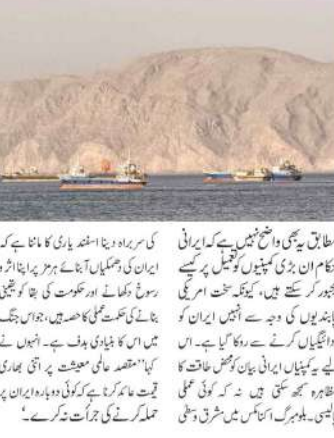 مطابق یہ بھی واضح نہیں ہے کہ ایرانی
حکام ان بڑی کمپنیوں کو تعمیل پر کیسے
مجبور کر سکتے ہیں، کیونکہ سخت امریکی
پابندیوں کی وجہ سے انہیں ایران کو
ادائیگیاں کرنے سے روکا گیا ہے۔ اس
لیے یہ کمپنیاں ایرانی بیان کو محض طاقت کا
مظاہرہ سمجھ سکتی ہیں نہ کہ کوئی عملی
پالیسی۔ بلومبرگ اکنامکس میں مشرق وسطی
کی سربراہ دینا اسفند یاری کا ماننا ہے کہ
ایران کی دھمکیاں آبنائے ہرمز پر اپنا اثر و
رسوخ دکھانے اور حکومت کی بقا کو یقینی
بنانے کی حکمت عملی کا حصہ ہیں، جو اس جنگ
میں اس کا بنیادی ہدف ہے۔ انہوں نے
کہا ’’مقصد عالمی معیشت پر اتنی بھاری
قیمت عائد کرنا ہے کہ کوئی دوبارہ ایران پر
حملہ کرنے کی جرأت نہ کرے۔‘